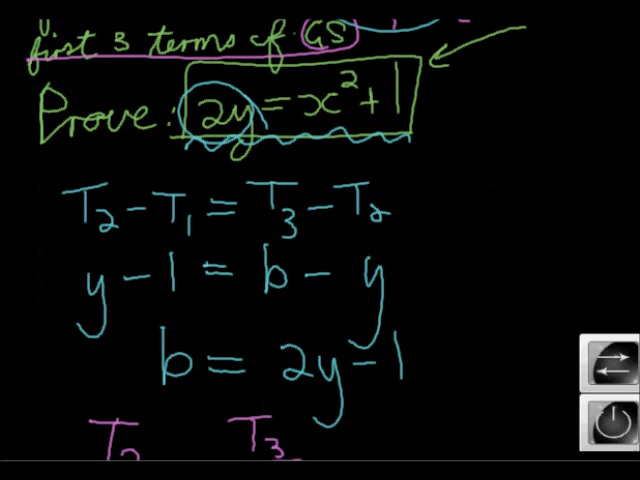 first 3 terms of GS
Prove: 2y = x² + 1
T₂ - T₁ = T₃ - T₂
y - 1 = b - y
b = 2y - 1
T₂ T₃